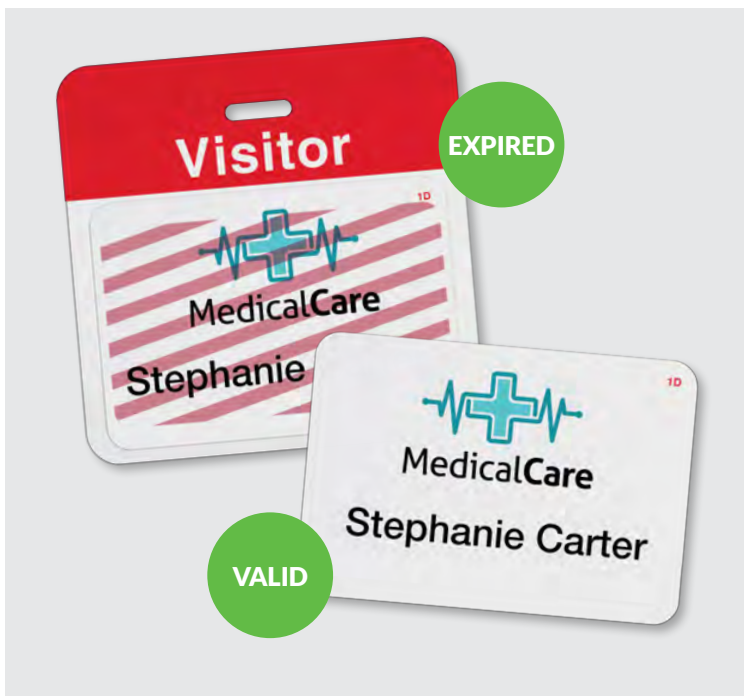 Visitor
EXPIRED
1D
MedicalCare
Stephanie
1D
MedicalCare
Stephanie Carter
VALID